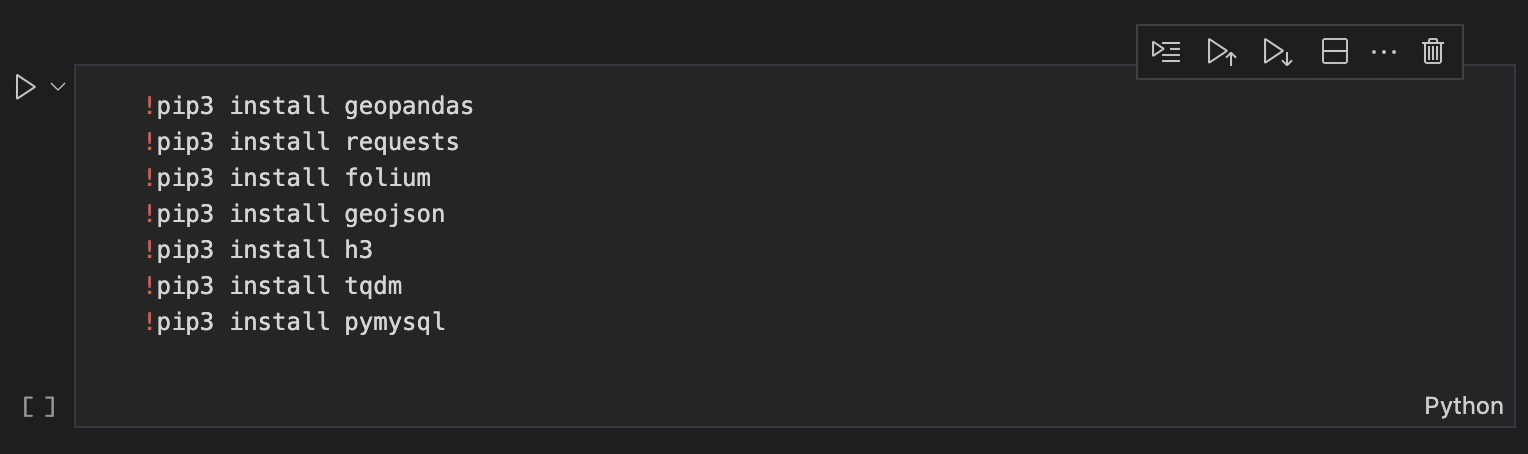 !pip3 install geopandas
!pip3 install requests
!pip3 install folium
!pip3 install geojson
!pip3 install h3
!pip3 install tqdm
!pip3 install pymysql
[ ]
Python